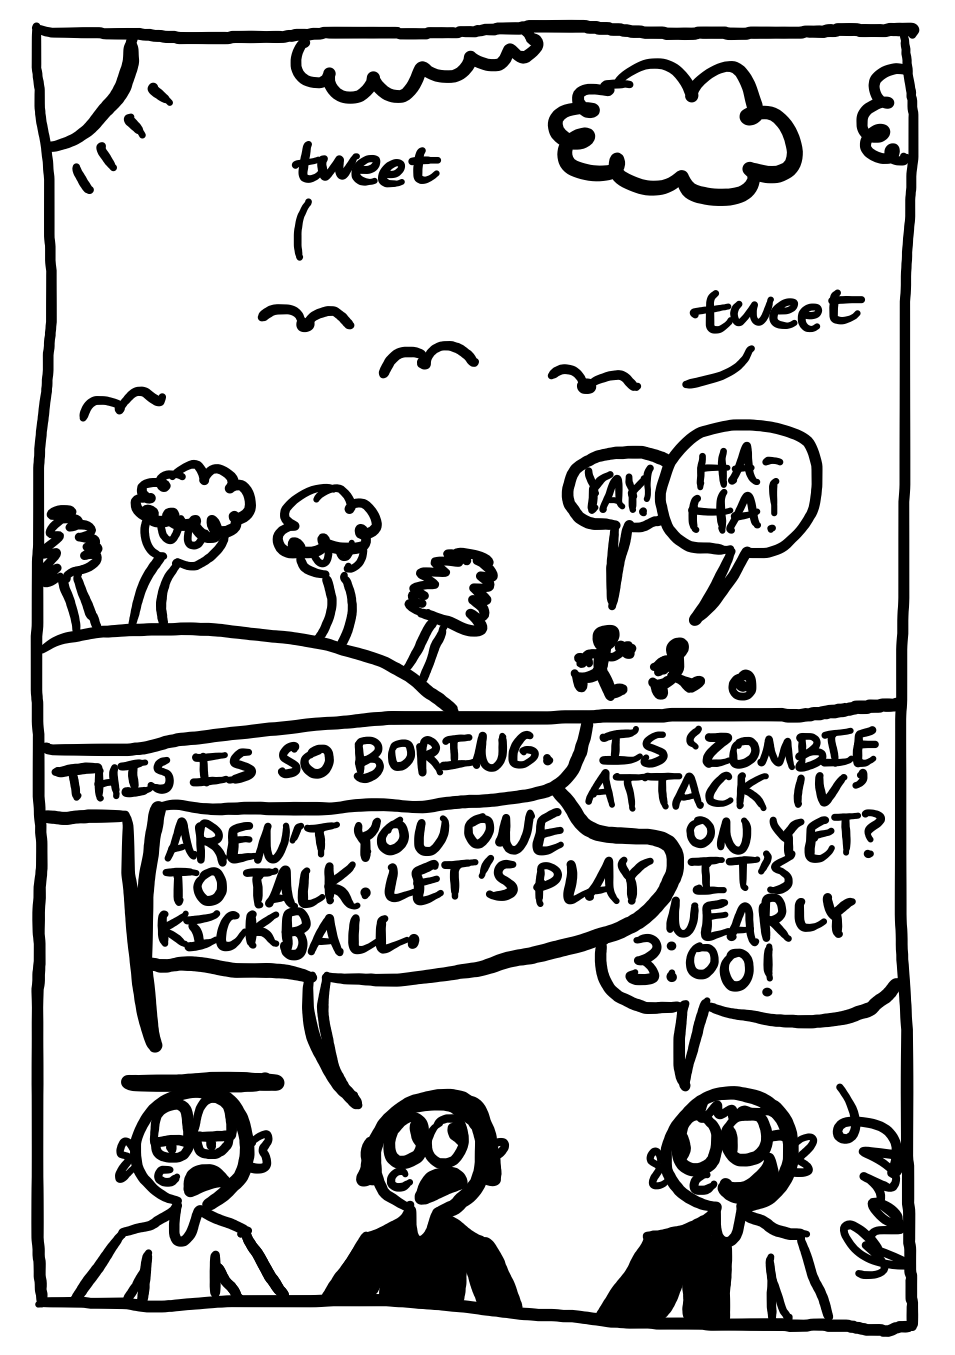 tweet
tweet
YAY!
HA-
HA!
THIS IS SO BORING.
AREN'T YOU ONE
TO TALK. LET'S PLAY
KICKBALL.
IS 'ZOMBIE
ATTACK IV'
ON YET?
IT'S
NEARLY
3:00!